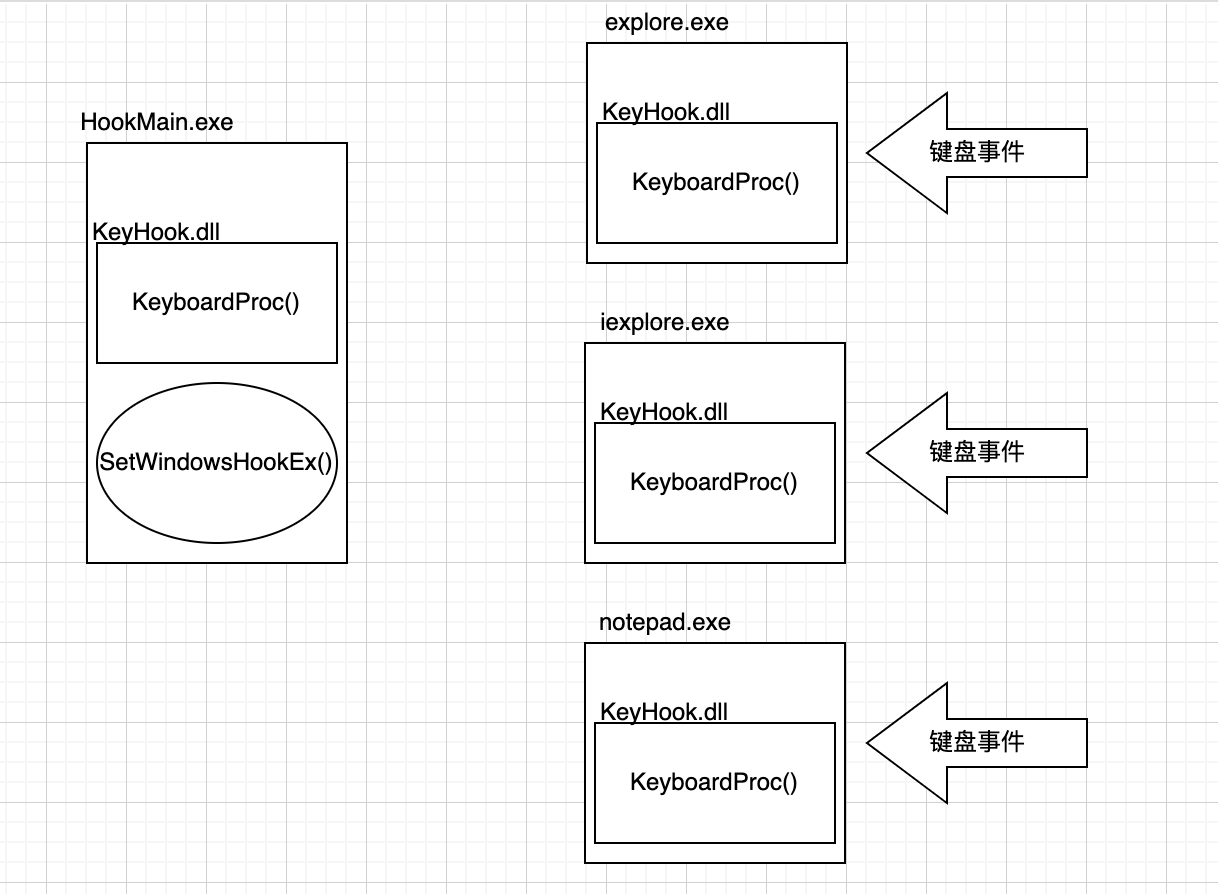 HookMain.exe
KeyHook.dll
KeyboardProc()
SetWindowsHookEx()
explore.exe
KeyHook.dll
KeyboardProc()
键盘事件
iexplore.exe
KeyHook.dll
KeyboardProc()
键盘事件
notepad.exe
KeyHook.dll
KeyboardProc()
键盘事件